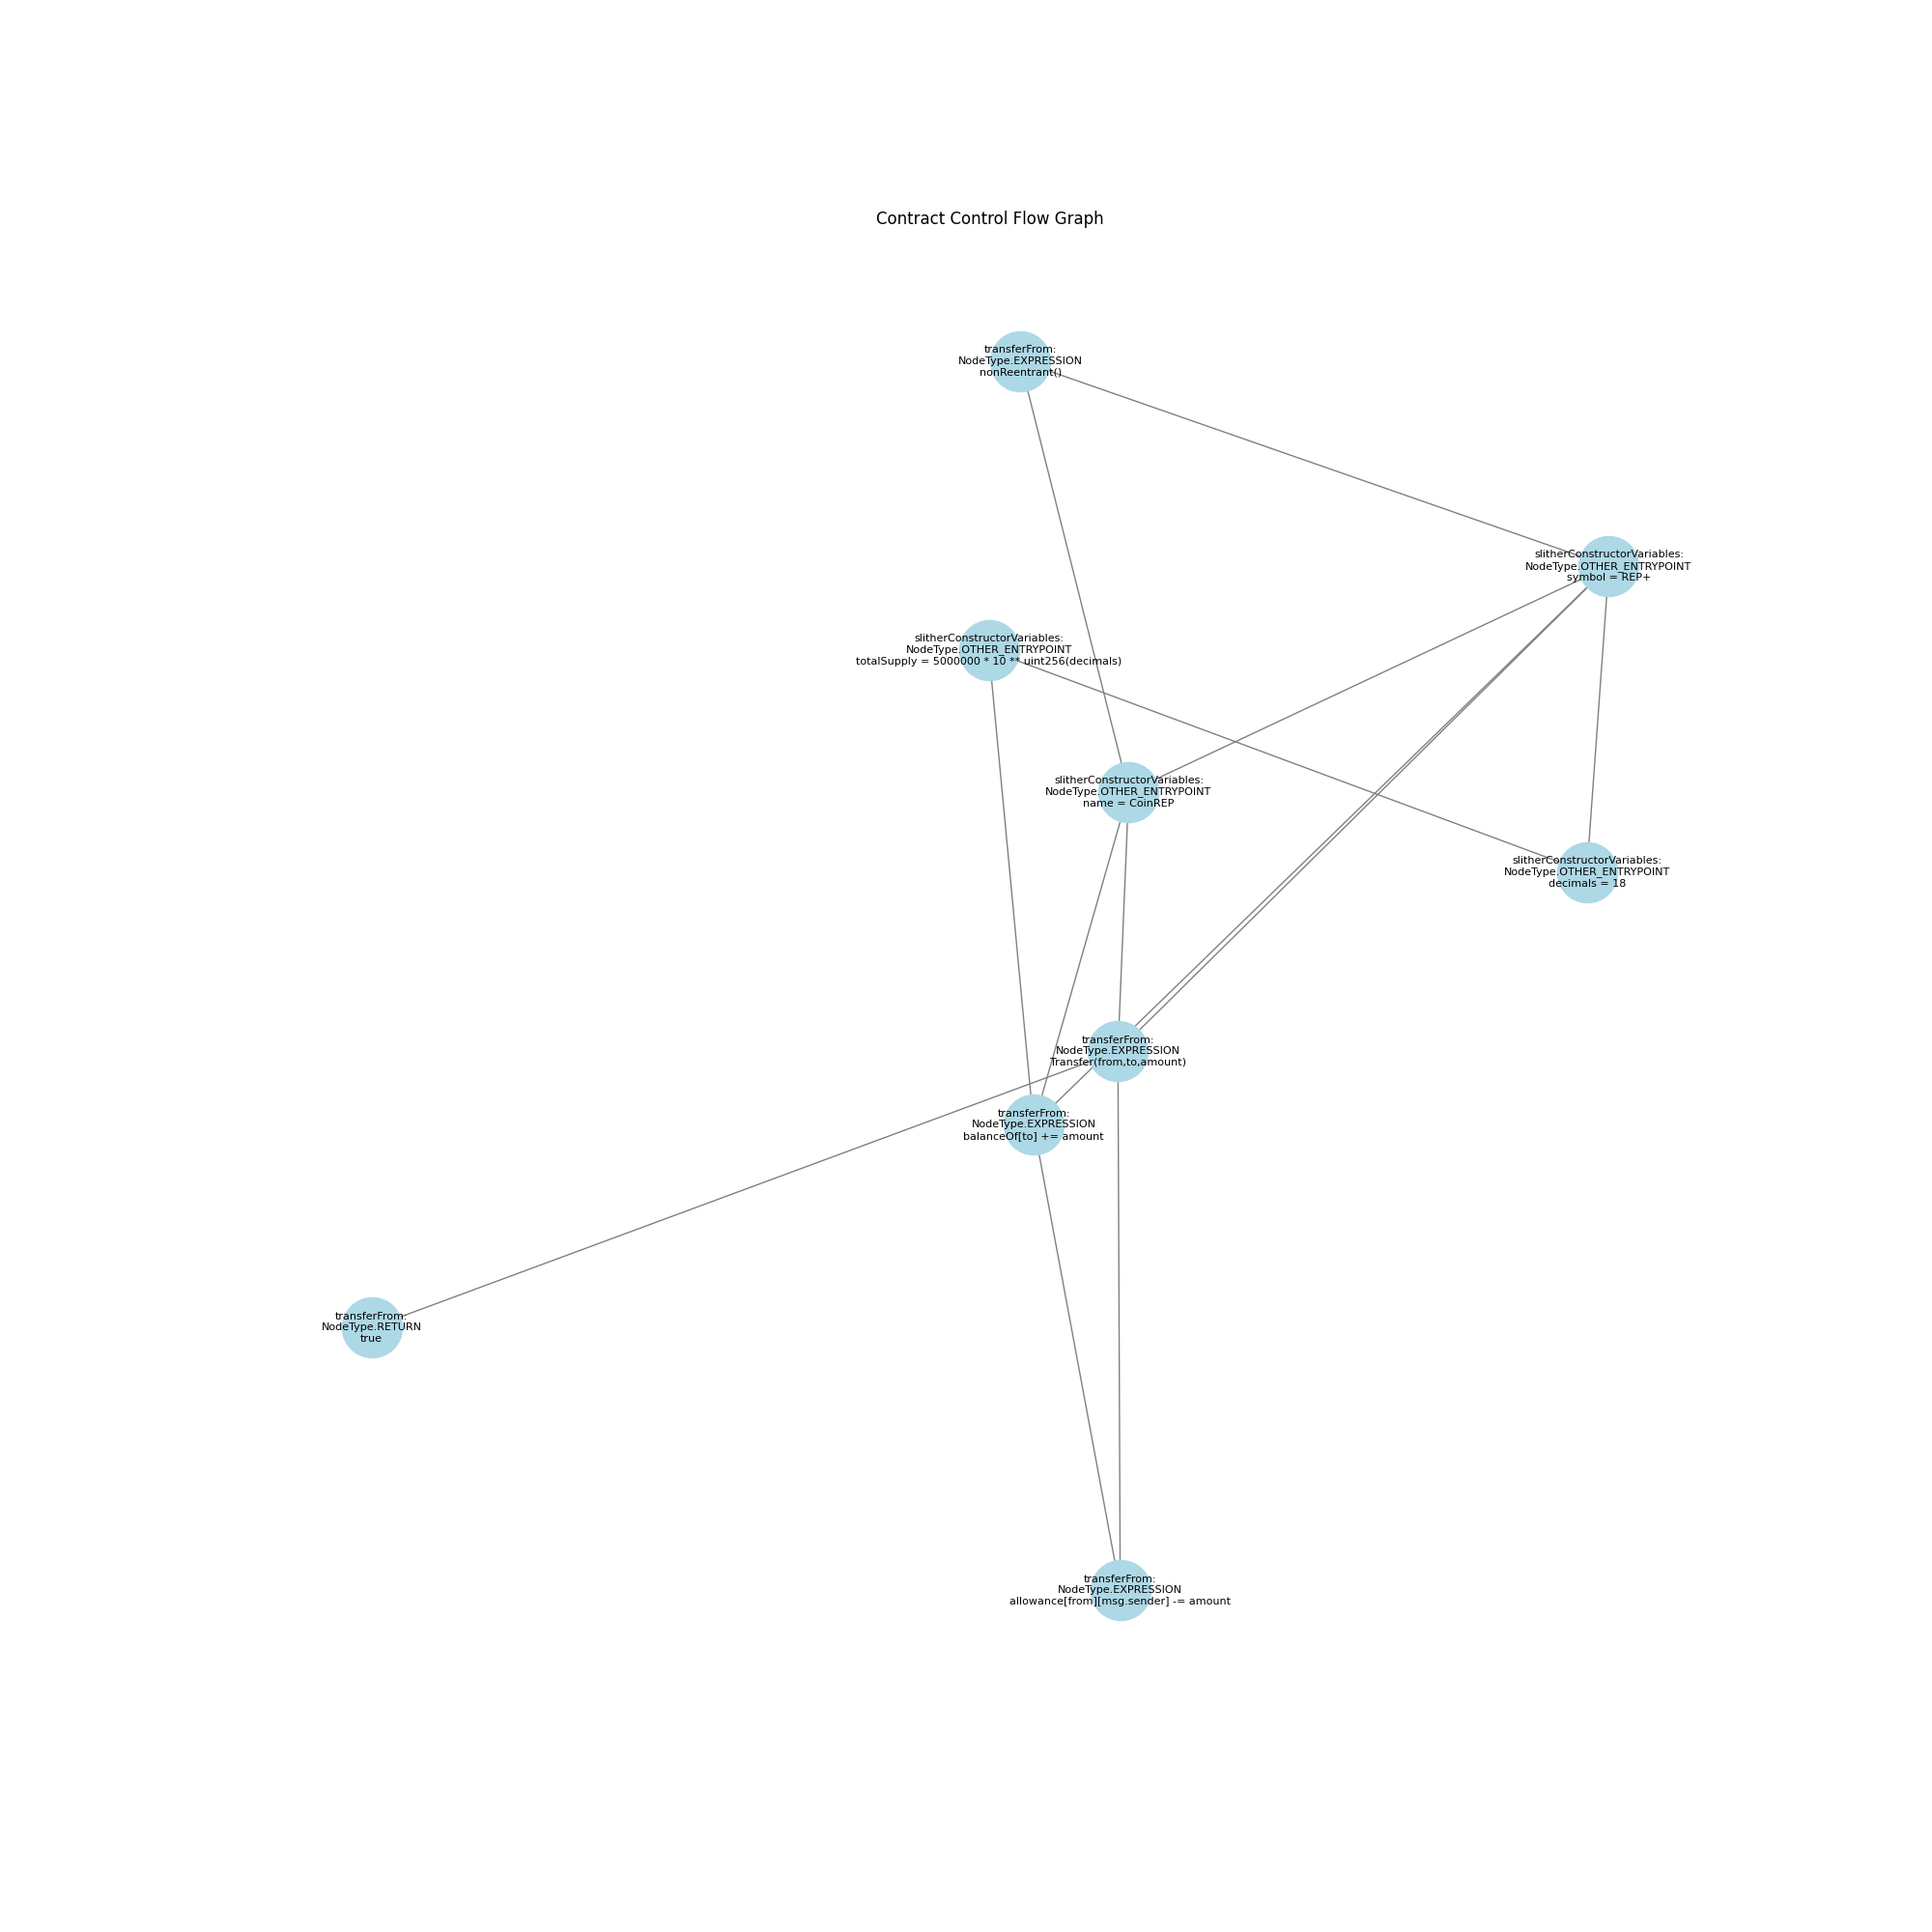 Contract Control Flow Graph
transferFrom:
NodeType.EXPRESSION
nonReentrant()
slitherConstructorVariables:
NodeType.OTHER_ENTRYPOINT
symbol = REP+
slitherConstructorVariables:
NodeType.OTHER_ENTRYPOINT
totalSupply = 5000000 * 10 ** uint256(decimals)
slitherConstructorVariables:
NodeType.OTHER_ENTRYPOINT
name = CoinREP
slitherConstructorVariables:
NodeType.OTHER_ENTRYPOINT
decimals = 18
transferFrom:
NodeType.EXPRESSION
Transfer(from,to,amount)
transferFrom:
NodeType.EXPRESSION
balanceOf[to] += amount
transferFrom:
NodeType.RETURN
true
transferFrom:
NodeType.EXPRESSION
allowance[from][msg.sender] -= amount